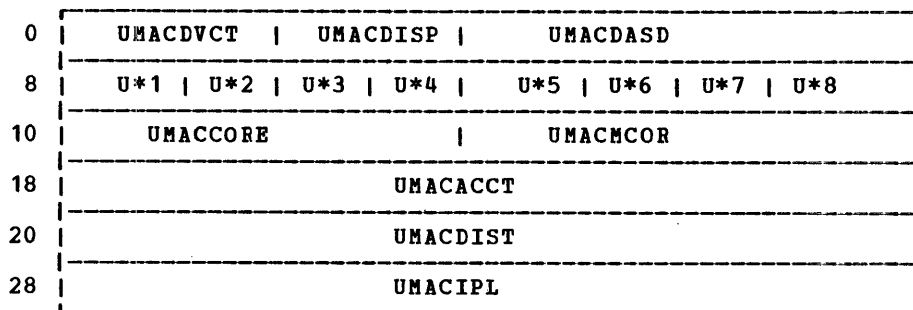 0 | UMACDVCT | UMACDISP | UMACDASD
8 | U*1 | U*2 | U*3 | U*4 | U*5 | U*6 | U*7 | U*8
10 | UMACCORE | UMACMCOR
18 | UMACACCT
20 | UMACDIST
28 | UMACIPL